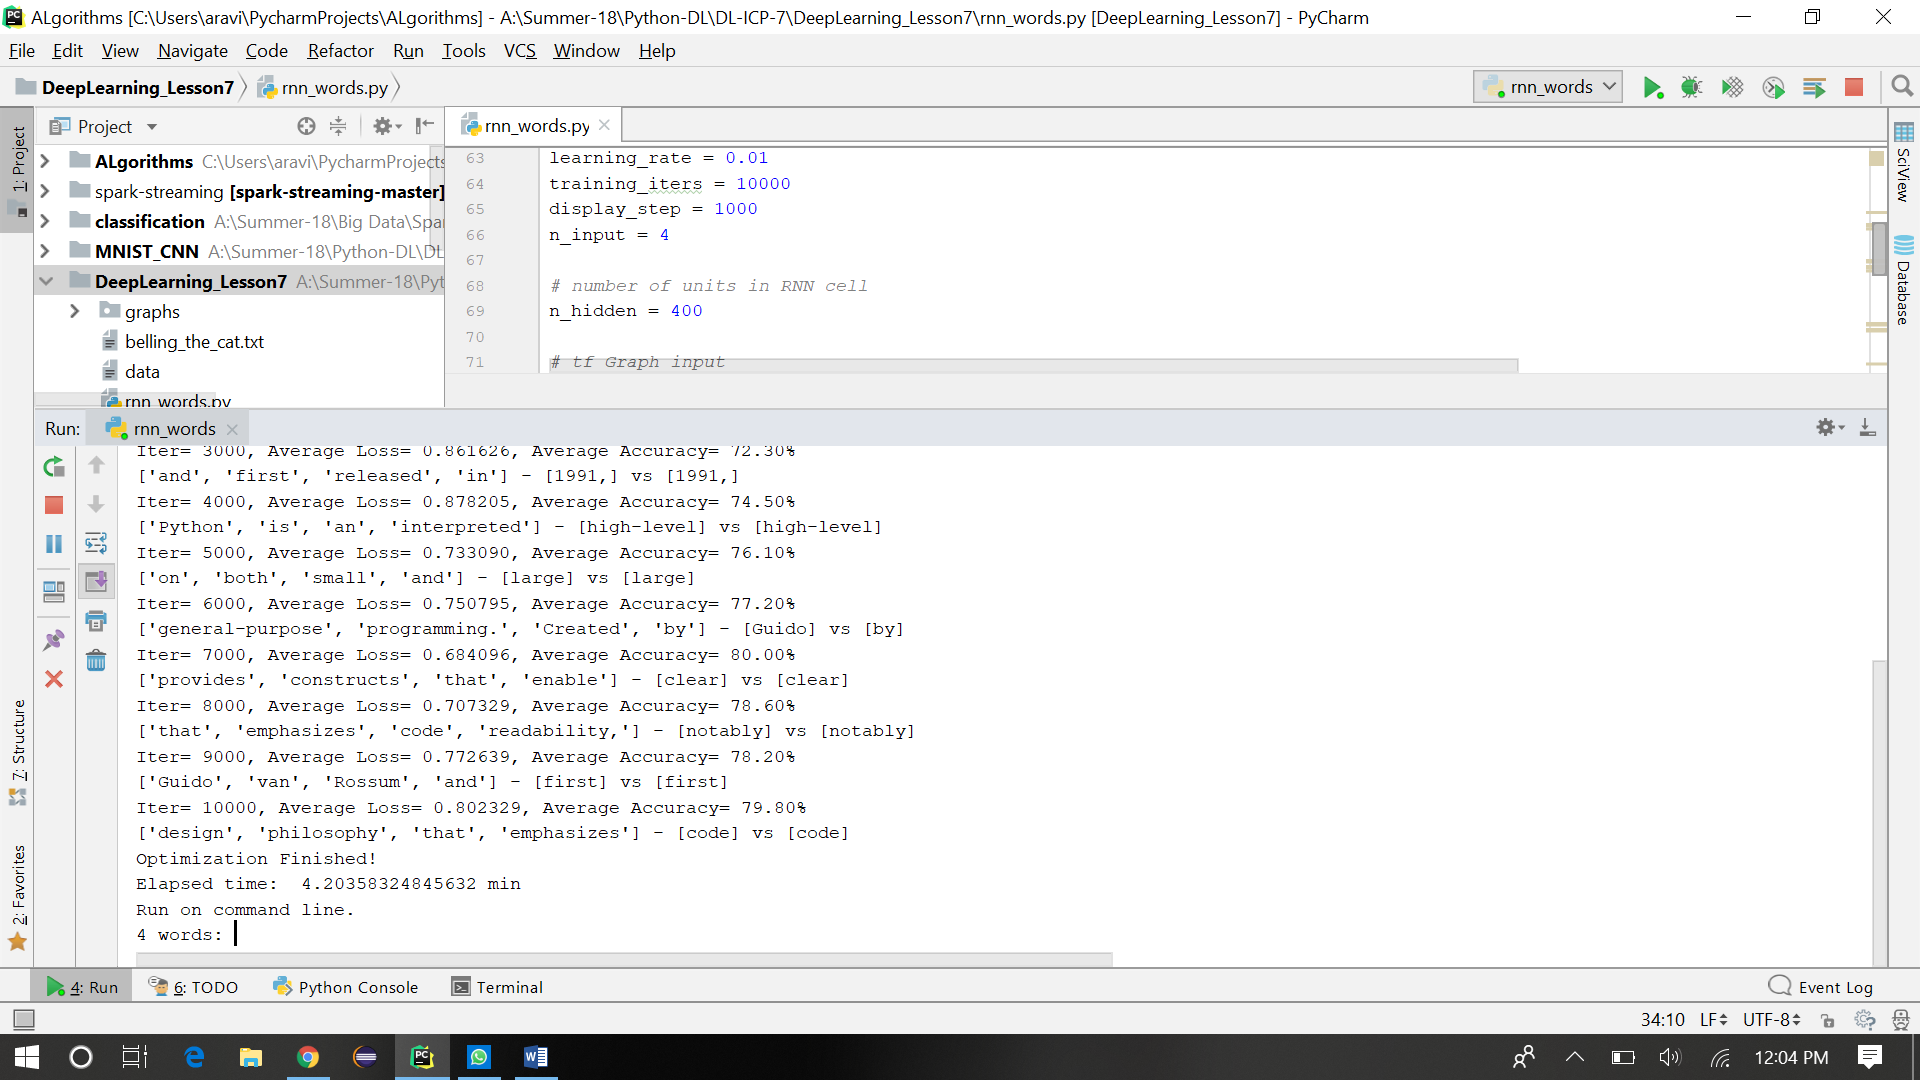 ALgorithms [C:\Users\aravi\PycharmProjects\ALgorithms] - A:\Summer-18\Python-DL\DL-ICP-7\DeepLearning_Lesson7\rnn_words.py [DeepLearning_Lesson7] - PyCharm
File Edit View Navigate Code Refactor Run Tools VCS Window Help
DeepLearning_Lesson7 rnn_words.py rnn_words
1: Project
Project
rnn_words.py
ALgorithms C:\Users\aravi\PycharmProjects
spark-streaming [spark-streaming-master]
classification A:\Summer-18\Big Data\Spa
MNIST_CNN A:\Summer-18\Python-DL\DL
DeepLearning_Lesson7 A:\Summer-18\Pyt
graphs
belling_the_cat.txt
data
rnn_words.py
63 learning_rate = 0.01
64 training_iters = 10000
65 display_step = 1000
66 n_input = 4
67
68 # number of units in RNN cell
69 n_hidden = 400
70
71 # tf Graph input
SciView
Database
Run: rnn_words
Iter= 3000, Average Loss= 0.861626, Average Accuracy= 72.30%
['and', 'first', 'released', 'in'] - [1991,] vs [1991,]
Iter= 4000, Average Loss= 0.878205, Average Accuracy= 74.50%
['Python', 'is', 'an', 'interpreted'] - [high-level] vs [high-level]
Iter= 5000, Average Loss= 0.733090, Average Accuracy= 76.10%
['on', 'both', 'small', 'and'] - [large] vs [large]
Iter= 6000, Average Loss= 0.750795, Average Accuracy= 77.20%
['general-purpose', 'programming.', 'Created', 'by'] - [Guido] vs [by]
Iter= 7000, Average Loss= 0.684096, Average Accuracy= 80.00%
['provides', 'constructs', 'that', 'enable'] - [clear] vs [clear]
Iter= 8000, Average Loss= 0.707329, Average Accuracy= 78.60%
['that', 'emphasizes', 'code', 'readability,'] - [notably] vs [notably]
Iter= 9000, Average Loss= 0.772639, Average Accuracy= 78.20%
['Guido', 'van', 'Rossum', 'and'] - [first] vs [first]
Iter= 10000, Average Loss= 0.802329, Average Accuracy= 79.80%
['design', 'philosophy', 'that', 'emphasizes'] - [code] vs [code]
Optimization Finished!
Elapsed time:  4.20358324845632 min
Run on command line.
4 words:
7: Structure
2: Favorites
4: Run 6: TODO Python Console Terminal Event Log
34:10 LF UTF-8
12:04 PM